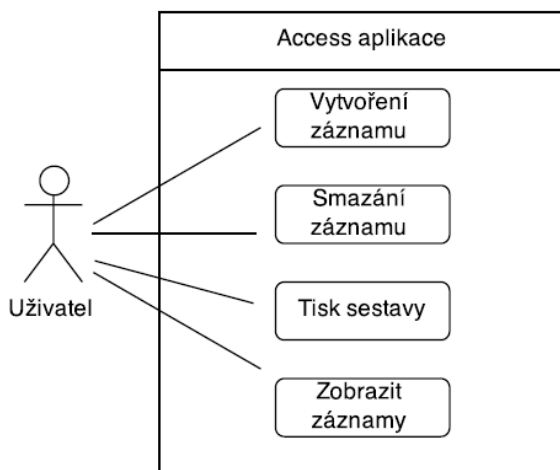 Access aplikace
Vytvoření
záznamu
Smazání
záznamu
Uživatel
Tisk sestavy
Zobrazit
záznamy